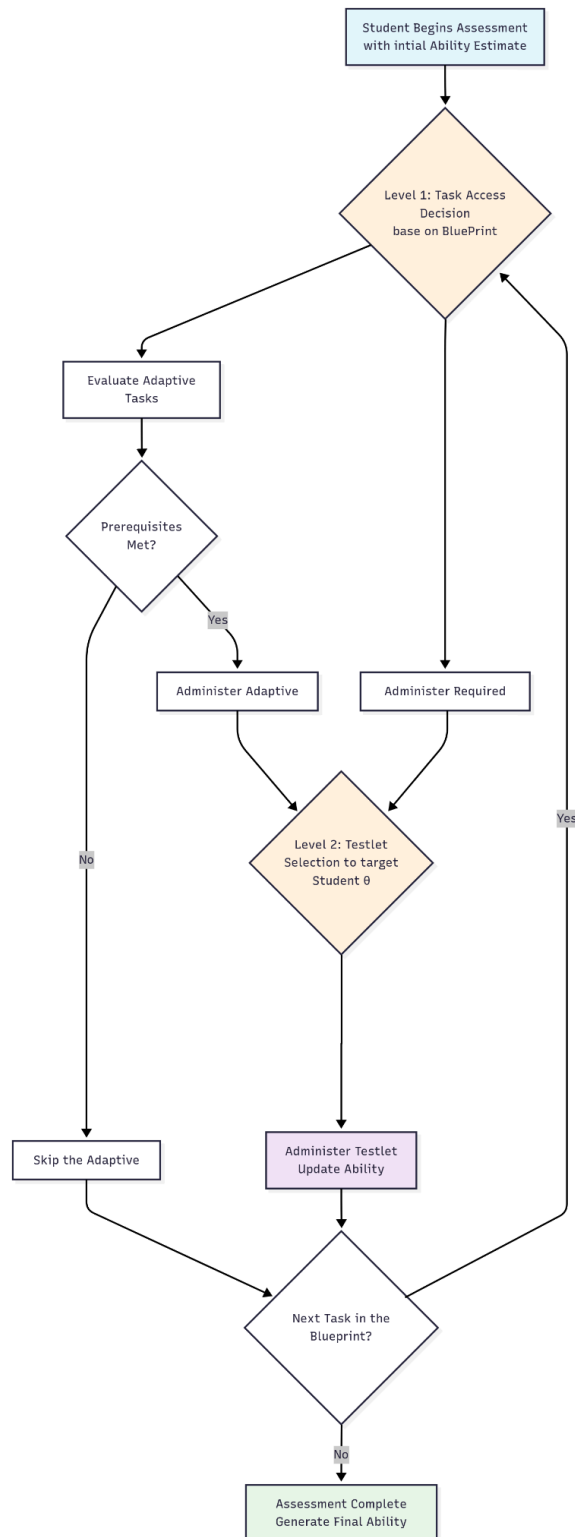 Student Begins Assessment
with intial Ability Estimate
Level 1: Task Access
Decision
base on BluePrint
Evaluate Adaptive
Tasks
Prerequisites
Met?
Yes
Administer Adaptive
Administer Required
Level 2: Testlet
Selection to target
Student θ
No
Yes
Skip the Adaptive
Administer Testlet
Update Ability
Next Task in the
Blueprint?
No
Assessment Complete
Generate Final Ability